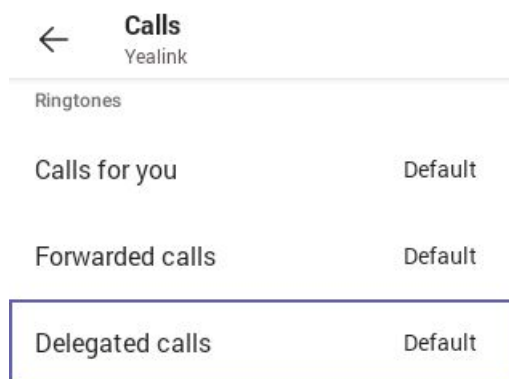 Calls
Yealink
Ringtones
Calls for you Default
Forwarded calls Default
Delegated calls Default